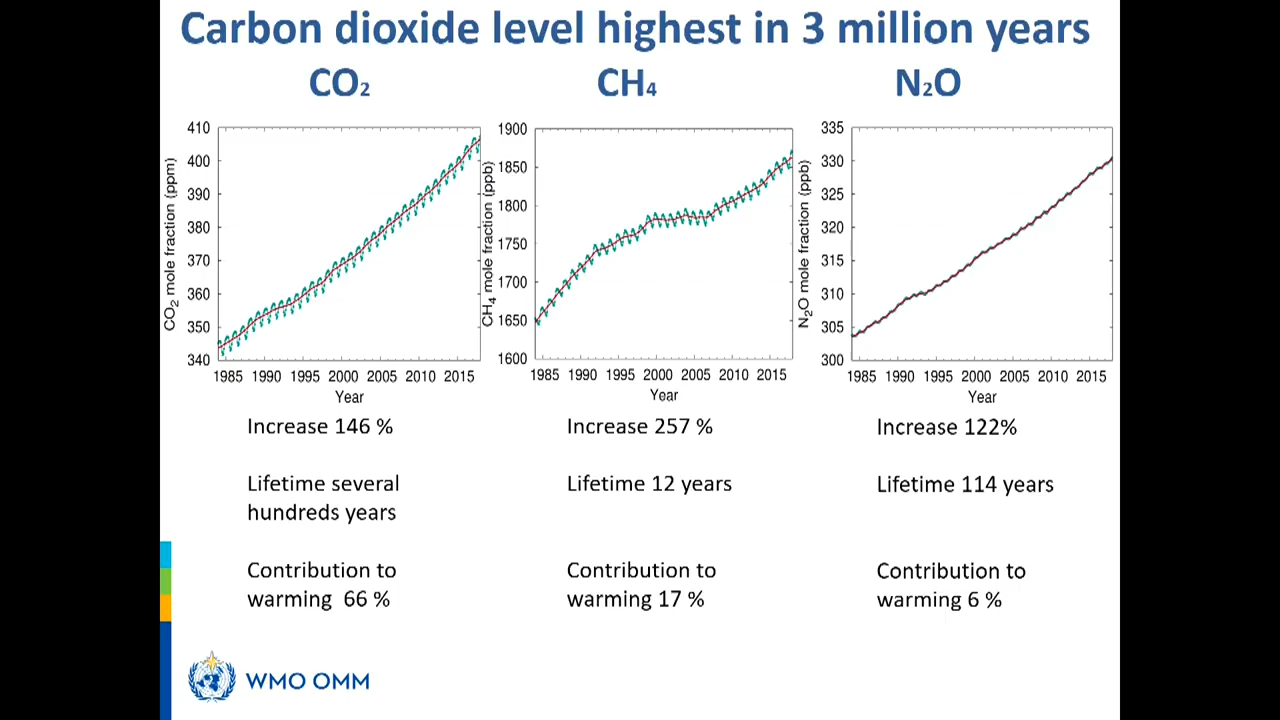 Carbon dioxide level highest in 3 million years
CO2
CH4
N2O
410
400
390
380
370
360
350
340
CO2 mole fraction (ppm)
1985 1990 1995 2000 2005 2010 2015
Year
1900
1850
1800
1750
1700
1650
1600
CH4 mole fraction (ppb)
1985 1990 1995 2000 2005 2010 2015
Year
335
330
325
320
315
310
305
300
N2O mole fraction (ppb)
1985 1990 1995 2000 2005 2010 2015
Year
Increase 146 %
Lifetime several
hundreds years
Contribution to
warming 66 %
Increase 257 %
Lifetime 12 years
Contribution to
warming 17 %
Increase 122%
Lifetime 114 years
Contribution to
warming 6 %
WMO OMM